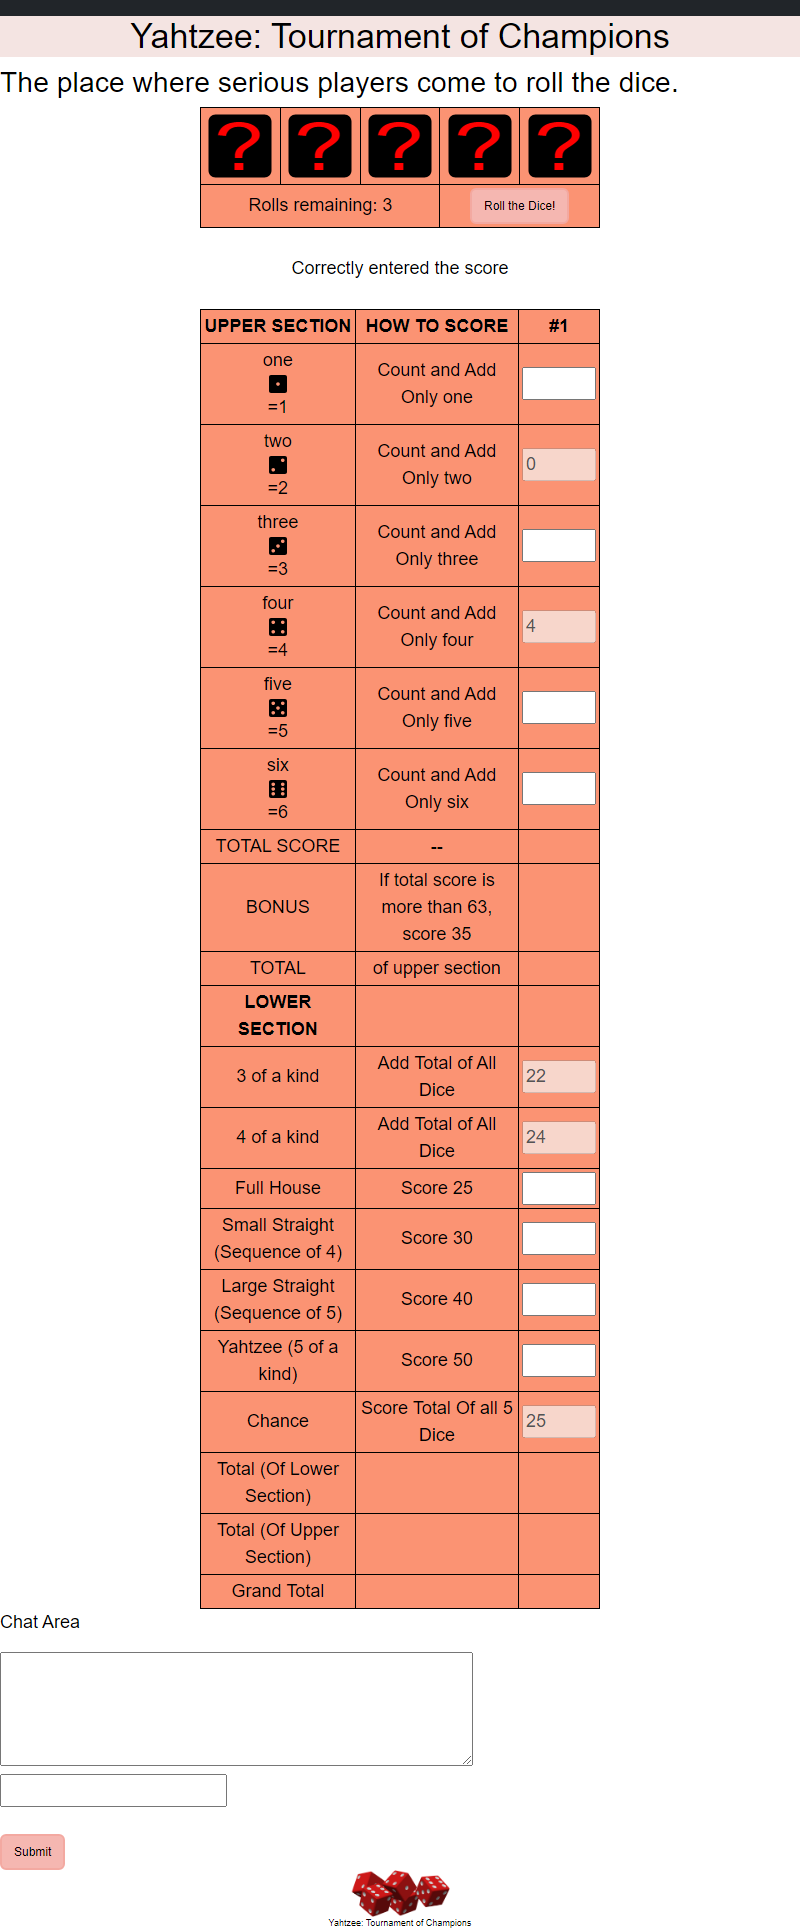 Yahtzee: Tournament of Champions
The place where serious players come to roll the dice.
? ? ? ? ?
Rolls remaining: 3 Roll the Dice!
Correctly entered the score
UPPER SECTION HOW TO SCORE #1
one
=1
Count and Add
Only one
two
=2
Count and Add
Only two
0
three
=3
Count and Add
Only three
four
=4
Count and Add
Only four
4
five
=5
Count and Add
Only five
six
=6
Count and Add
Only six
TOTAL SCORE --
BONUS
If total score is
more than 63,
score 35
TOTAL of upper section
LOWER
SECTION
3 of a kind
Add Total of All
Dice
22
4 of a kind
Add Total of All
Dice
24
Full House Score 25
Small Straight
(Sequence of 4)
Score 30
Large Straight
(Sequence of 5)
Score 40
Yahtzee (5 of a
kind)
Score 50
Chance
Score Total Of all 5
Dice
25
Total (Of Lower
Section)
Total (Of Upper
Section)
Grand Total
Chat Area
Submit
Yahtzee: Tournament of Champions